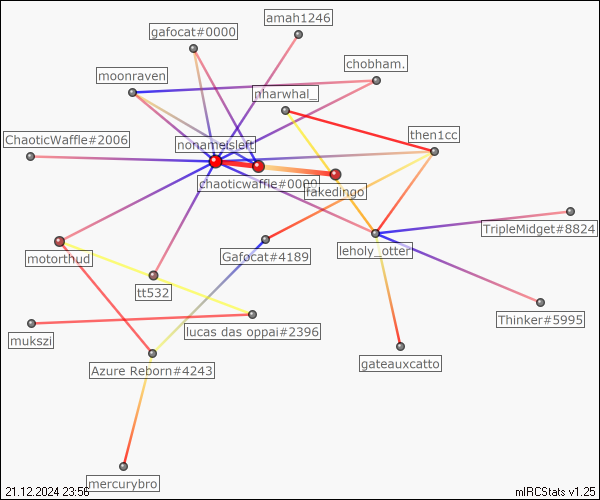 amah1246
gafocat#0000
chobham.
moonraven
nharwhal_
then1cc
ChaoticWaffle#2006
nonameisleft
chaoticwaffle#0000
fakedingo
TripleMidget#8824
leholy_otter
Gafocat#4189
motorthud
tt532
Thinker#5995
lucas das oppai#2396
mukszi
gateauxcatto
Azure Reborn#4243
mercurybro
21.12.2024 23:56
mIRCStats v1.25